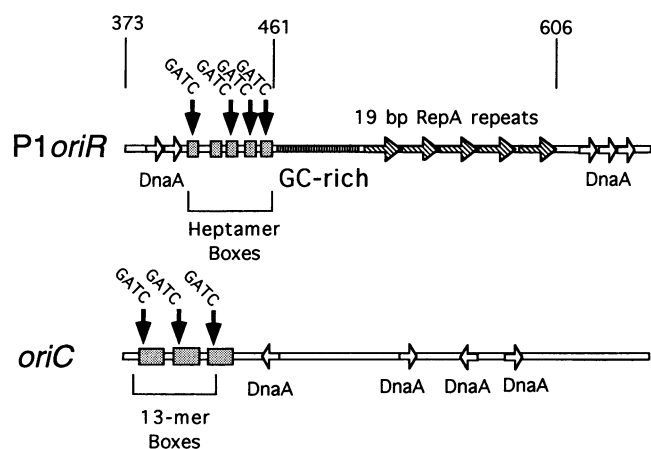 373 461 606
GATC GATC GATC GATC
19 bp RepA repeats
P1oriR
DnaA GC-rich DnaA
Heptamer
Boxes
GATC GATC GATC
oriC
DnaA DnaA DnaA DnaA
13-mer
Boxes